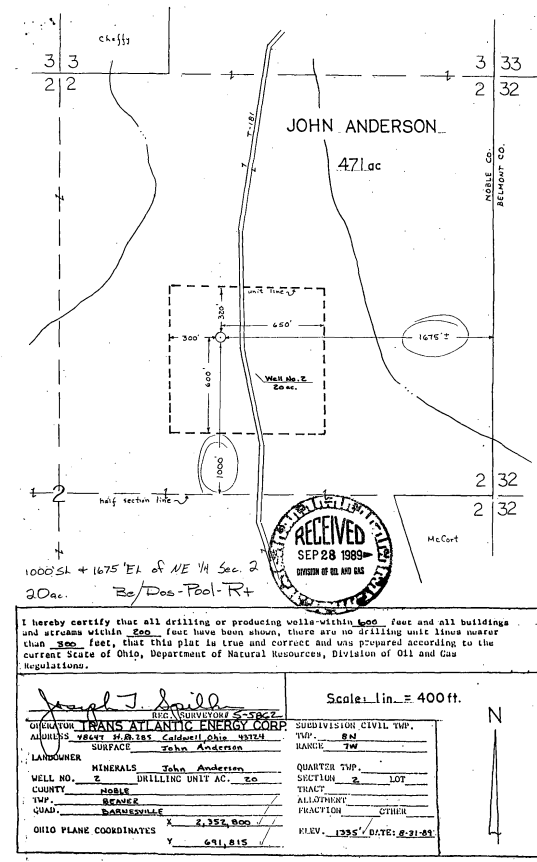 Cheffy
3 3
2 2
3 33
2 32
T-181
JOHN ANDERSON
471 ac
NOBLE CO.
BELMONT CO.
unit line
320'
650'
300'
1675' ±
600'
Well No. 2
20 ac.
1000'
2
half section line
2 32
2 32
McCort
RECEIVED
SEP 28 1989
DIVISION OF OIL AND GAS
1000' SL + 1675' EL of NE 1/4 Sec. 2
20ac. Be/Dos-Pool-R+
I hereby certify that all drilling or producing wells within 600 feet and all buildings
and streams within 200 feet have been shown, there are no drilling unit lines nearer
than 300 feet, that this plat is true and correct and was prepared according to the
current State of Ohio, Department of Natural Resources, Division of Oil and Gas
Regulations.
Joseph T. Spill
REG. SURVEYOR# S-5862
Scale: 1in. = 400ft.
N
OPERATOR TRANS ATLANTIC ENERGY CORP
ADDRESS 48647 S.R. 285 Caldwell, Ohio 43724
LANDOWNER
SURFACE John Anderson
MINERALS John Anderson
WELL NO. 2 DRILLING UNIT AC. 20
COUNTY NOBLE
TWP. BEAVER
QUAD. BARNESVILLE
OHIO PLANE COORDINATES X 2,352,800
Y 691,815
SUBDIVISION CIVIL TWP.
TWP. 8N
RANGE 7W
QUARTER TWP.
SECTION 2 LOT
TRACT
ALLOTMENT
FRACTION OTHER
ELEV. 1335' DATE: 8-31-89